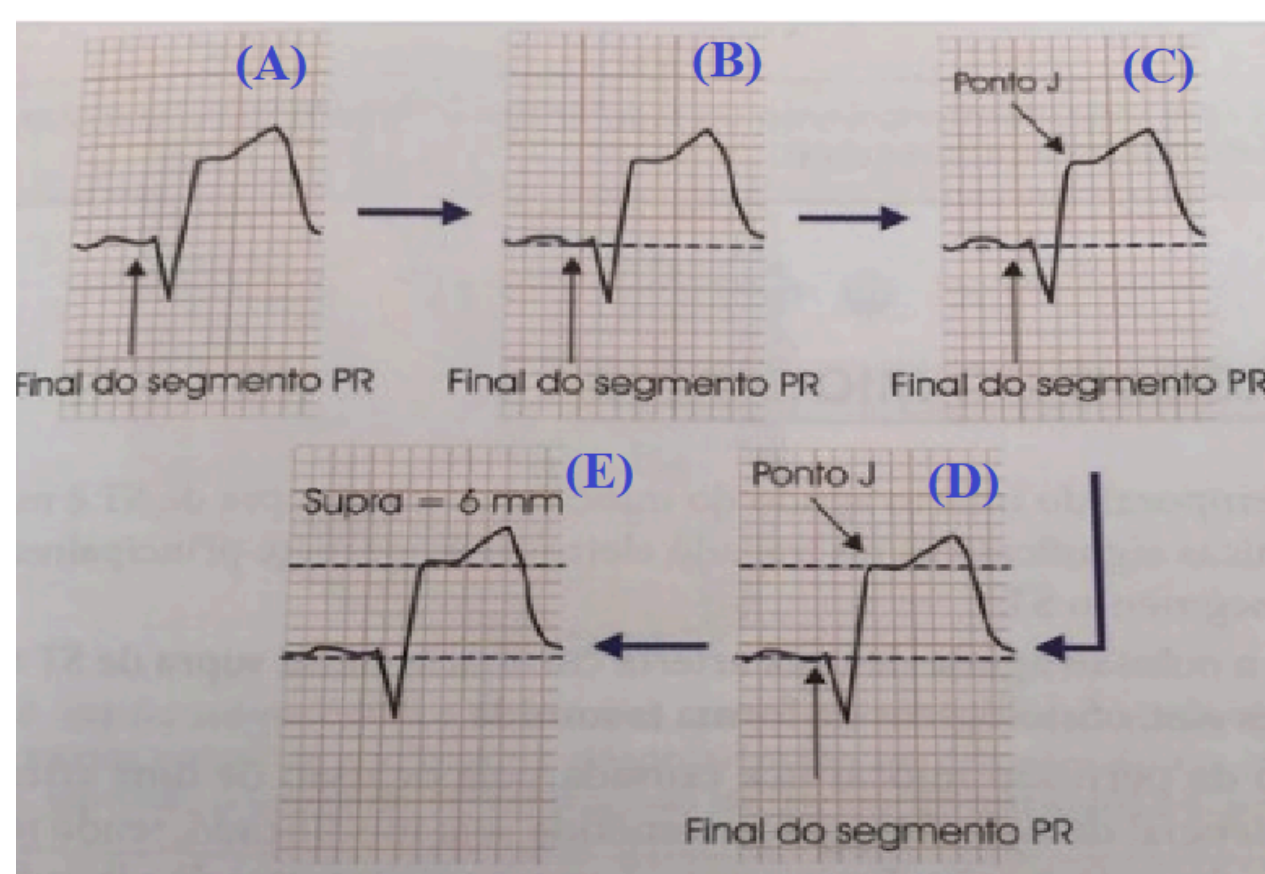 (A)
Final do segmento PR
(B)
Final do segmento PR
Ponto J
(C)
Final do segmento PR
Ponto J
(D)
Final do segmento PR
(E)
Supra = 6 mm